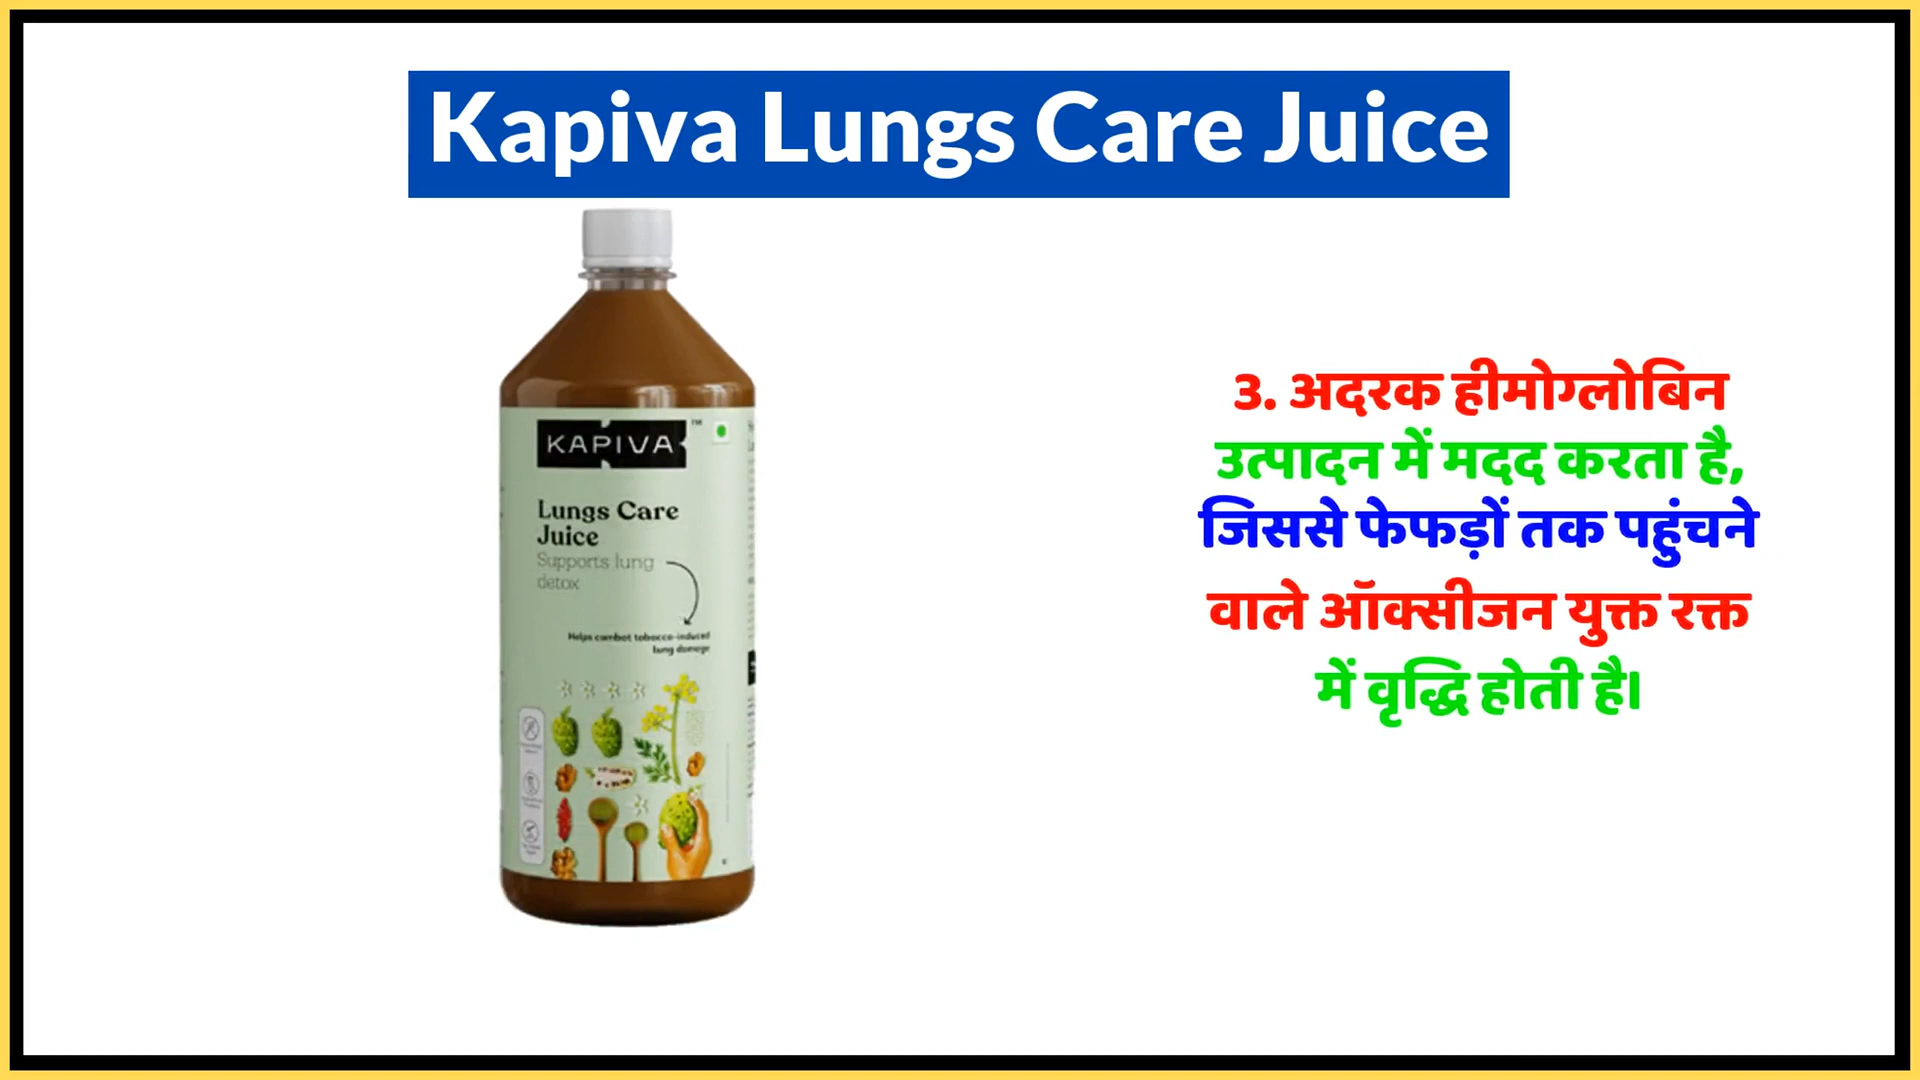 Kapiva Lungs Care Juice
KAPIVA
TM
Lungs Care
Juice
Supports lung
detox
Helps combat tobacco-induced
lung damage
3. अदरक हीमोग्लोबिन
उत्पादन में मदद करता है,
जिससे फेफड़ों तक पहुंचने
वाले ऑक्सीजन युक्त रक्त
में वृद्धि होती है।